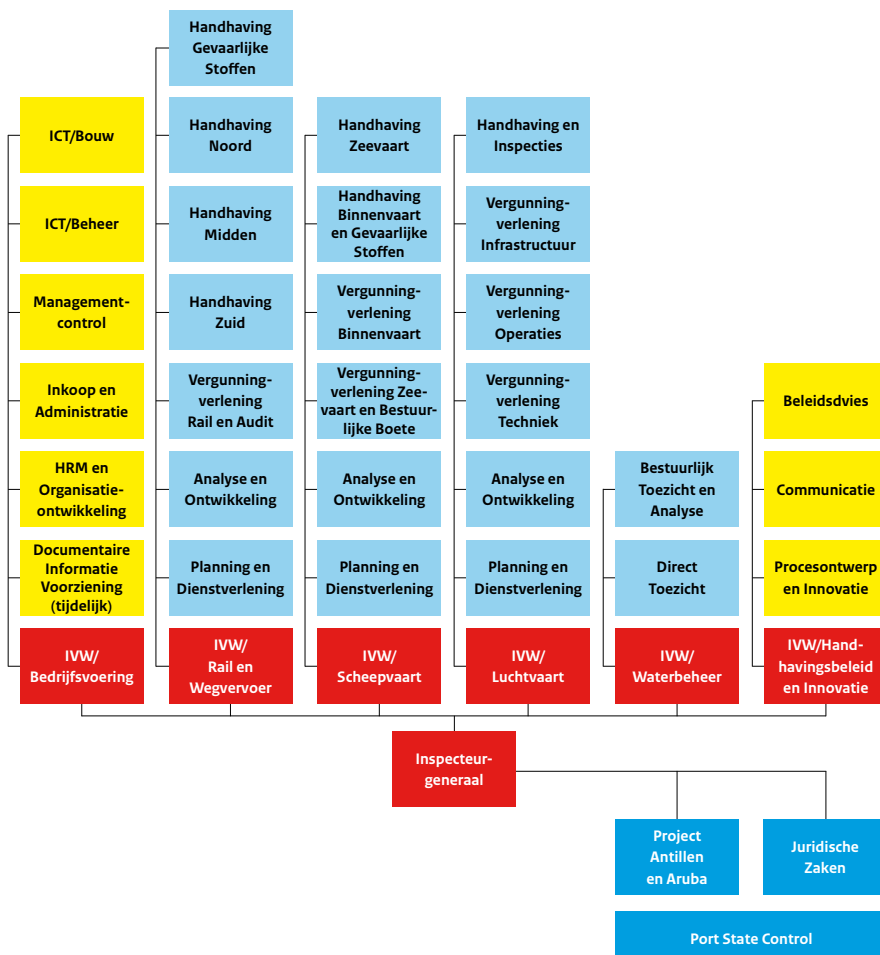 Handhaving
Gevaarlijke
Stoffen
ICT/Bouw
Handhaving
Noord
Handhaving
Zeevaart
Handhaving en
Inspecties
ICT/Beheer
Handhaving
Midden
Handhaving
Binnenvaart
en Gevaarlijke
Stoffen
Vergunning-
verlening
Infrastructuur
Management-
control
Handhaving
Zuid
Vergunning-
verlening
Binnenvaart
Vergunning-
verlening
Operaties
Inkoop en
Administratie
Vergunning-
verlening
Rail en Audit
Vergunning-
verlening Zee-
vaart en Bestuur-
lijke Boete
Vergunning-
verlening
Techniek
Beleidsdvies
HRM en
Organisatie-
ontwikkeling
Analyse en
Ontwikkeling
Analyse en
Ontwikkeling
Analyse en
Ontwikkeling
Bestuurlijk
Toezicht en
Analyse
Communicatie
Documentaire
Informatie
Voorziening
(tijdelijk)
Planning en
Dienstverlening
Planning en
Dienstverlening
Planning en
Dienstverlening
Direct
Toezicht
Procesontwerp
en Innovatie
IVW/
Bedrijfsvoering
IVW/
Rail en
Wegvervoer
IVW/
Scheepvaart
IVW/
Luchtvaart
IVW/
Waterbeheer
IVW/Hand-
havingsbeleid
en Innovatie
Inspecteur-
generaal
Project
Antillen
en Aruba
Juridische
Zaken
Port State Control